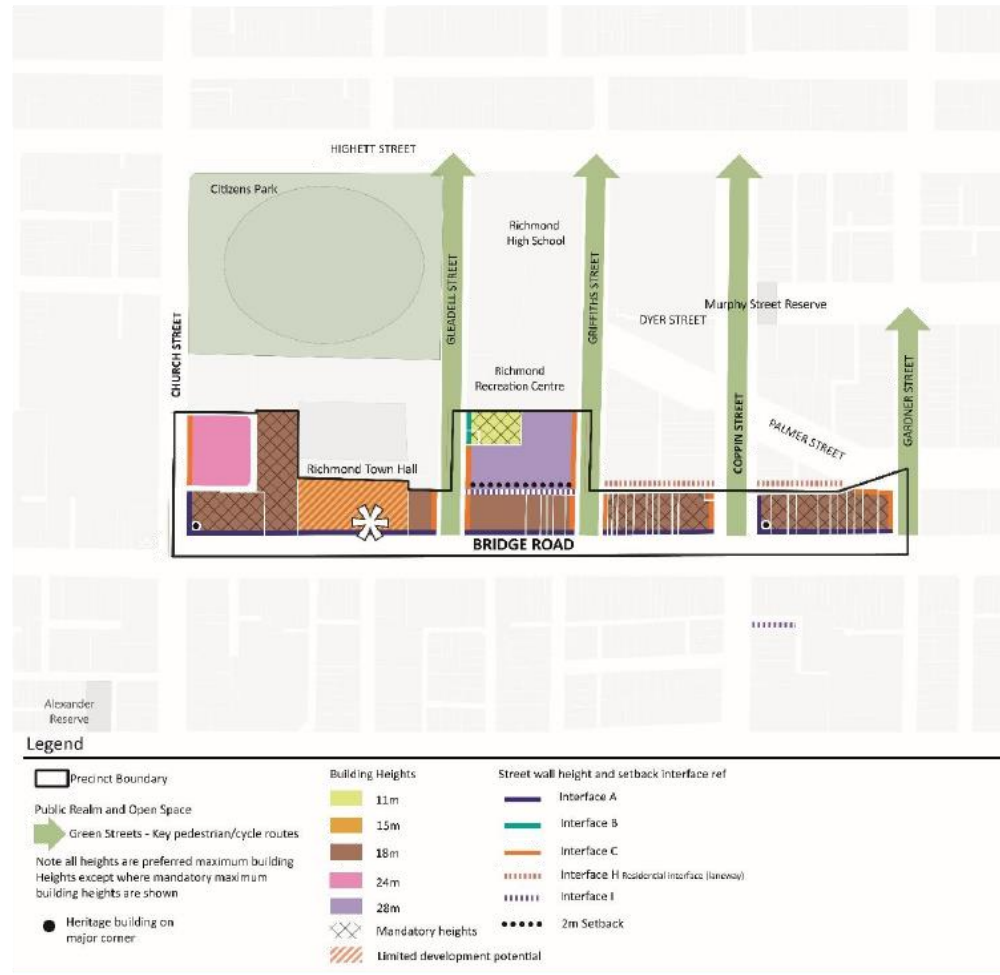 HIGHETT STREET
Citizens Park
Richmond
High School
CHURCH STREET
GLEADELL STREET
GRIFFITHS STREET
DYER STREET
Murphy Street Reserve
COPPIN STREET
PALMER STREET
GARDNER STREET
Richmond
Recreation Centre
Richmond Town Hall
BRIDGE ROAD
Alexander
Reserve
Legend
Precinct Boundary
Public Realm and Open Space
Green Streets - Key pedestrian/cycle routes
Note all heights are preferred maximum building
Heights except where mandatory maximum
building heights are shown
Heritage building on
major corner
Building Heights
11m
15m
18m
24m
28m
Mandatory heights
Limited development potential
Street wall height and setback interface ref
Interface A
Interface B
Interface C
Interface H Residential interface (laneway)
Interface I
2m Setback